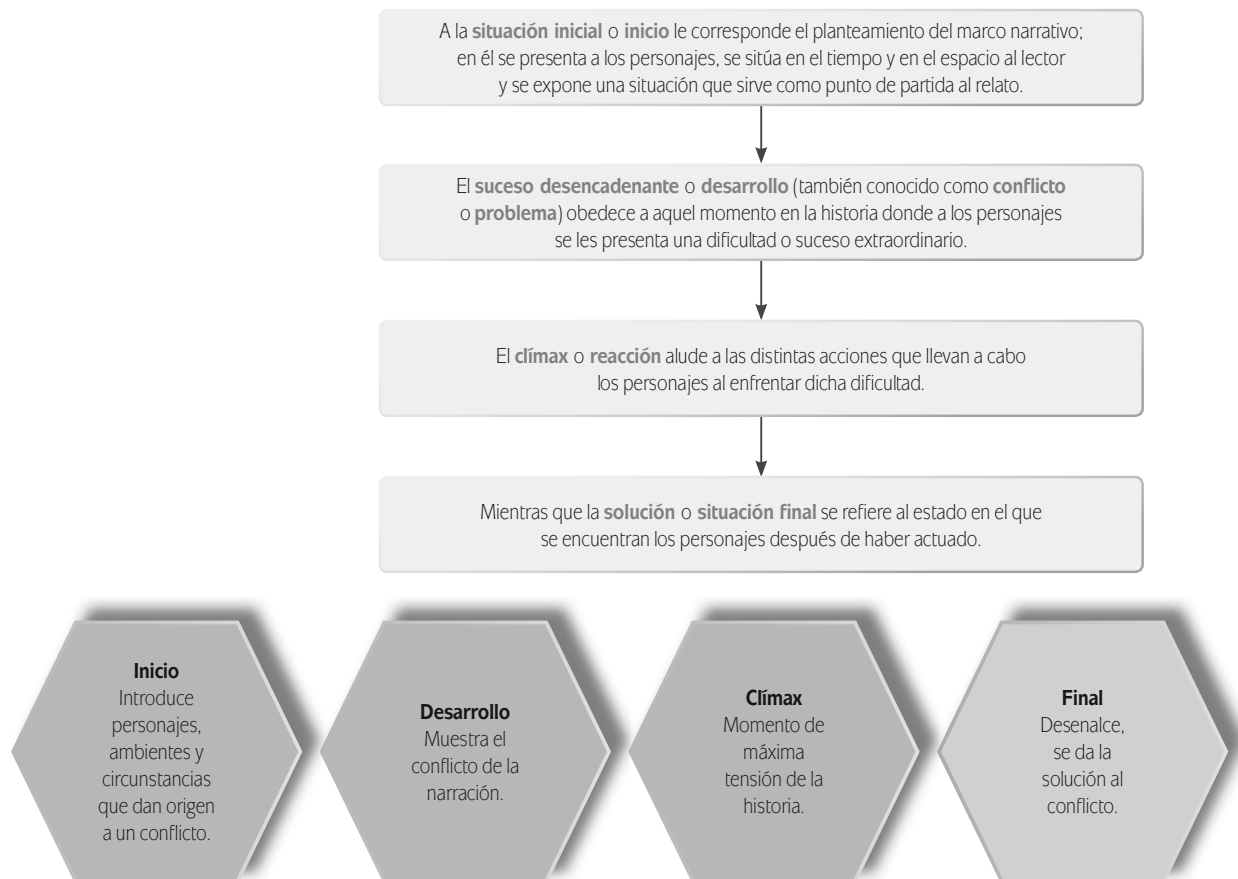 A la situación inicial o inicio le corresponde el planteamiento del marco narrativo;
en él se presenta a los personajes, se sitúa en el tiempo y en el espacio al lector
y se expone una situación que sirve como punto de partida al relato.
El suceso desencadenante o desarrollo (también conocido como conflicto
o problema) obedece a aquel momento en la historia donde a los personajes
se les presenta una dificultad o suceso extraordinario.
El clímax o reacción alude a las distintas acciones que llevan a cabo
los personajes al enfrentar dicha dificultad.
Mientras que la solución o situación final se refiere al estado en el que
se encuentran los personajes después de haber actuado.
Inicio
Introduce
personajes,
ambientes y
circunstancias
que dan origen
a un conflicto.
Desarrollo
Muestra el
conflicto de la
narración.
Clímax
Momento de
máxima
tensión de la
historia.
Final
Desenalce,
se da la
solución al
conflicto.